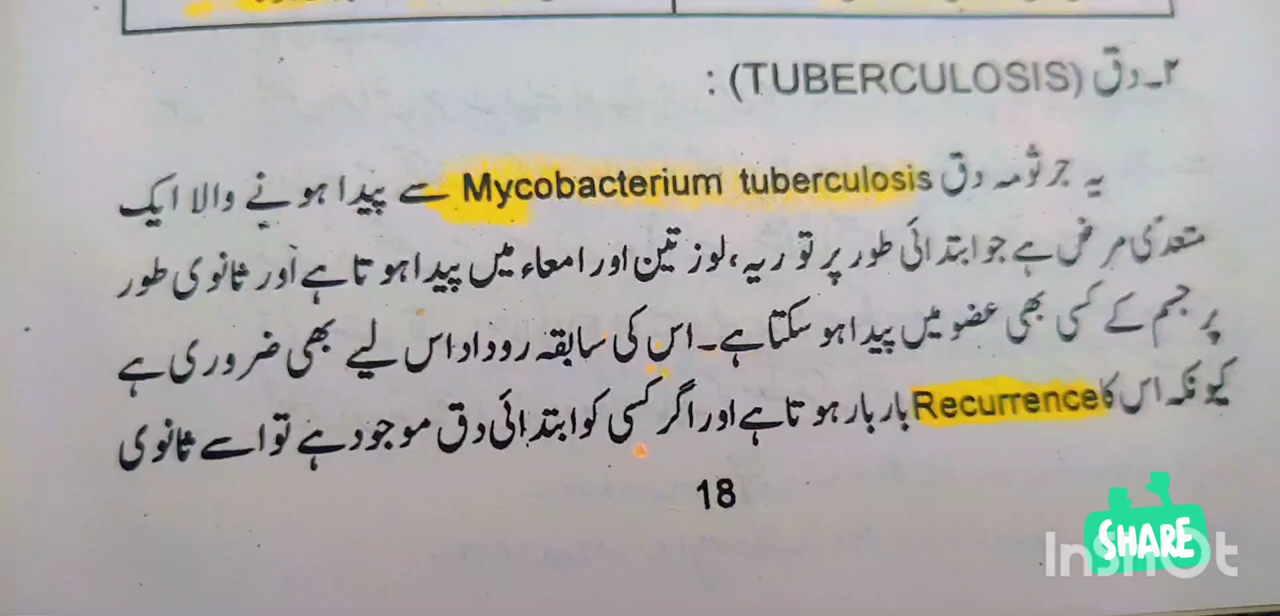 ۲۔دق (TUBERCULOSIS) :
یہ جرثومہ دق Mycobacterium tuberculosis سے پیدا ہونے والا ایک
متعدی مرض ہے جو ابتدائی طور پر توریہ، لوزتین اور امعاء میں پیدا ہوتا ہے اور ثانوی طور
پر جسم کے کسی بھی عضو میں پیدا ہو سکتا ہے۔ اس کی سابقہ روداد اس لیے بھی ضروری ہے
کیونکہ اس کا Recurrence بار بار ہوتا ہے اور اگر کسی کو ابتدائی دق موجود ہے تو اسے ثانوی
18
SHARE
InShOt